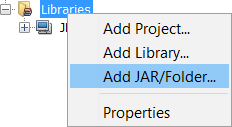 Libraries
Add Project...
Add Library...
Add JAR/Folder...
Properties